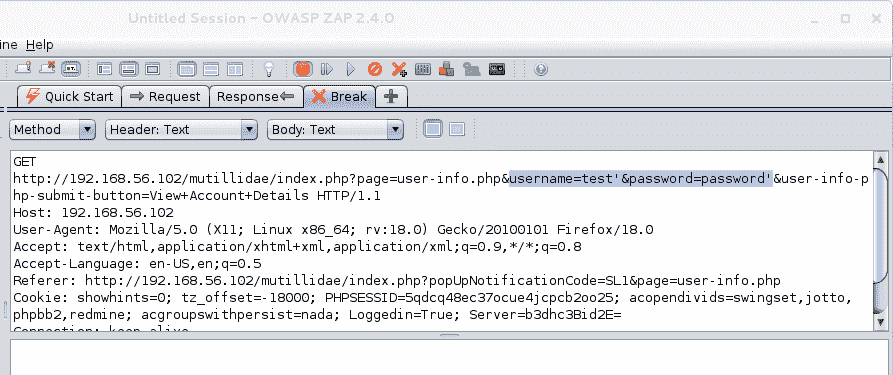 Untitled Session – OWASP ZAP 2.4.0
ine Help
Quick Start Request Response Break
Method Header: Text Body: Text
GET
http://192.168.56.102/mutillidae/index.php?page=user-info.php&username=test'&password=password'&user-info-p
hp-submit-button=View+Account+Details HTTP/1.1
Host: 192.168.56.102
User-Agent: Mozilla/5.0 (X11; Linux x86_64; rv:18.0) Gecko/20100101 Firefox/18.0
Accept: text/html,application/xhtml+xml,application/xml;q=0.9,*/*;q=0.8
Accept-Language: en-US,en;q=0.5
Referer: http://192.168.56.102/mutillidae/index.php?popUpNotificationCode=SL1&page=user-info.php
Cookie: showhints=0; tz_offset=-18000; PHPSESSID=5qdcq48ec37ocue4jcpcb2oo25; acopendivids=swingset,jotto,
phpbb2,redmine; acgroupswithpersist=nada; Loggedin=True; Server=b3dhc3Bid2E=
Connection: keep-alive